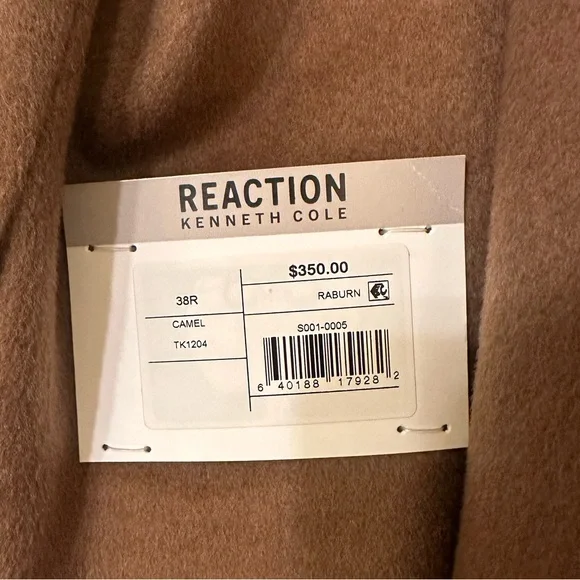 REACTION
KENNETH COLE
$350.00
38R
RABURN
CAMEL
S001-0005
TK1204
6 40188 17928 2